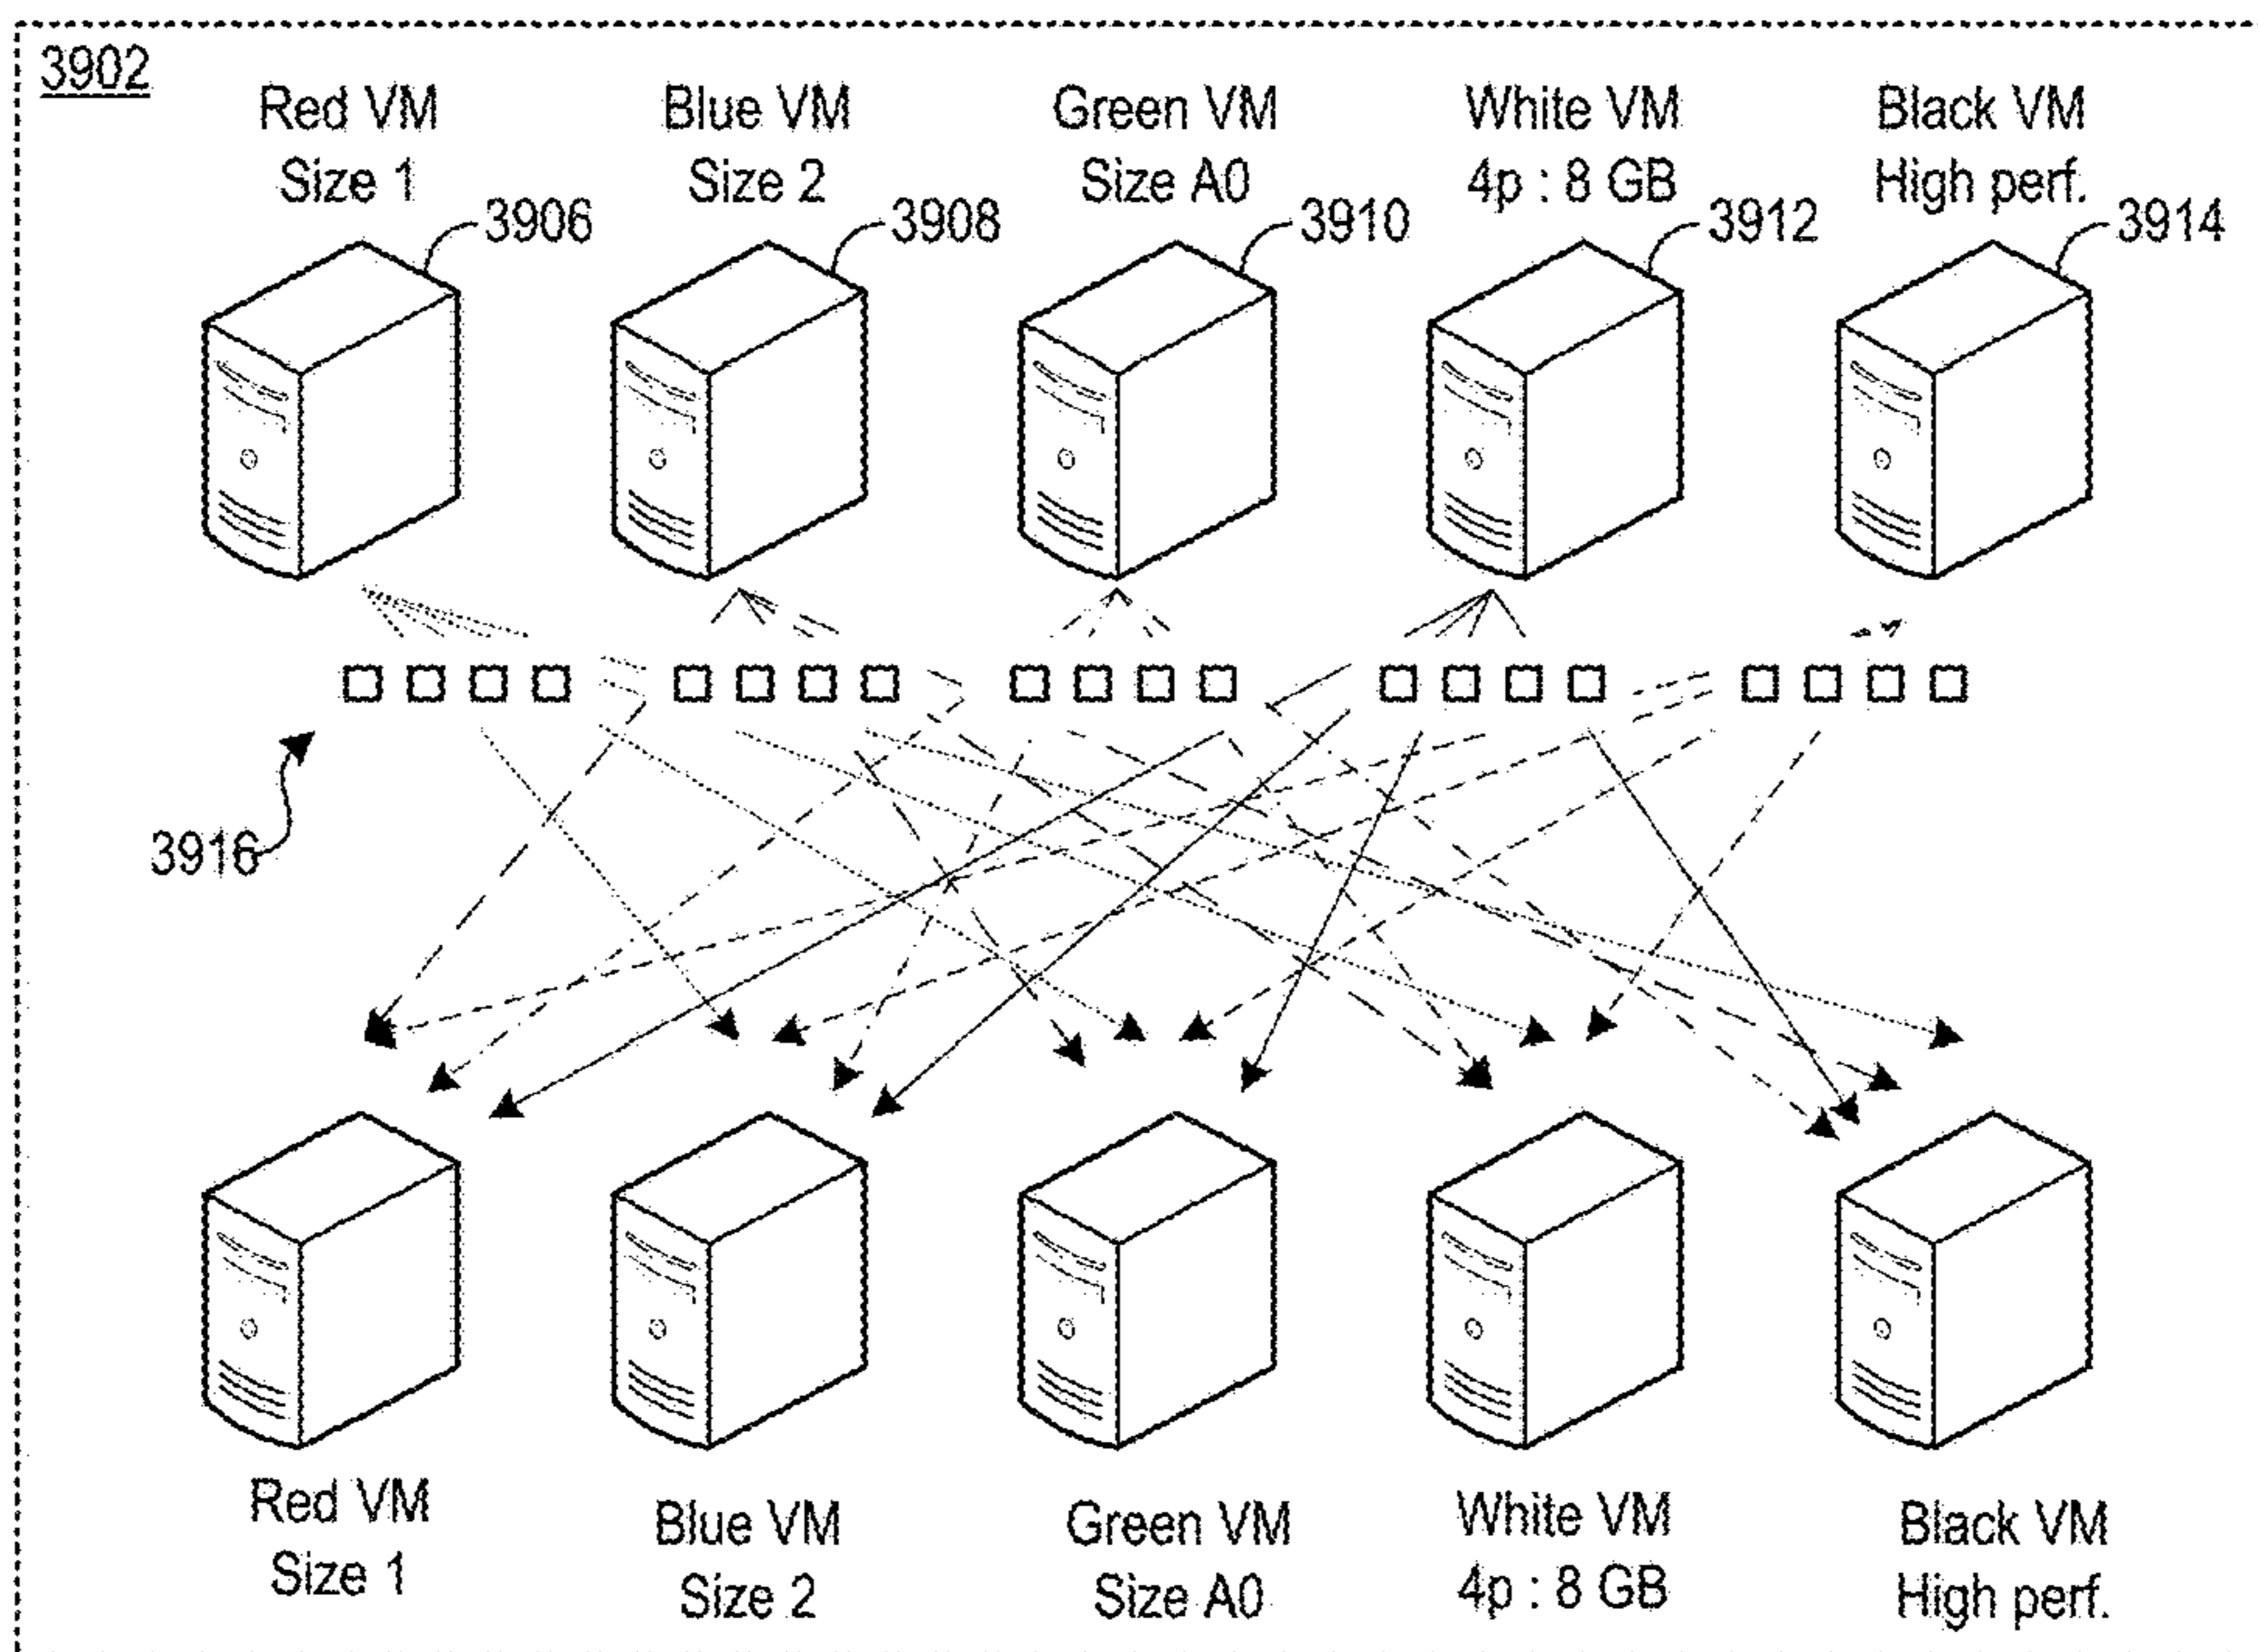 3902
Red VM Blue VM Green VM White VM Black VM
Size 1 Size 2 Size A0 4p : 8 GB High perf.
3906 3908 3910 3912 3914
3916
Red VM Blue VM Green VM White VM Black VM
Size 1 Size 2 Size A0 4p : 8 GB High perf.